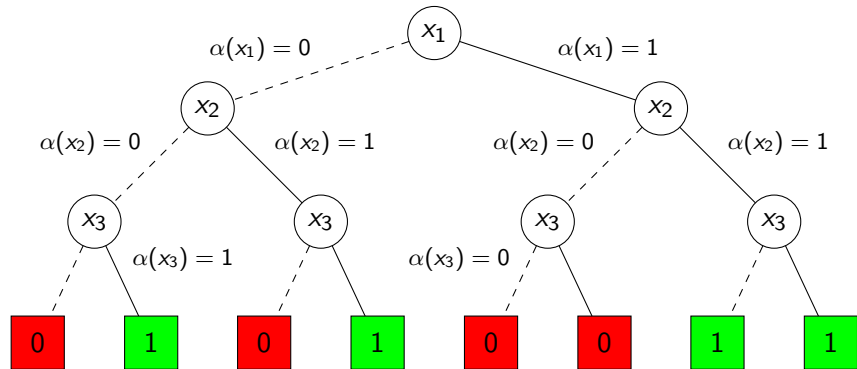 x₁
α(x₁) = 0
α(x₁) = 1
x₂
x₂
α(x₂) = 0
α(x₂) = 1
α(x₂) = 0
α(x₂) = 1
x₃
x₃
x₃
x₃
α(x₃) = 1
α(x₃) = 0
0 1 0 1 0 0 1 1